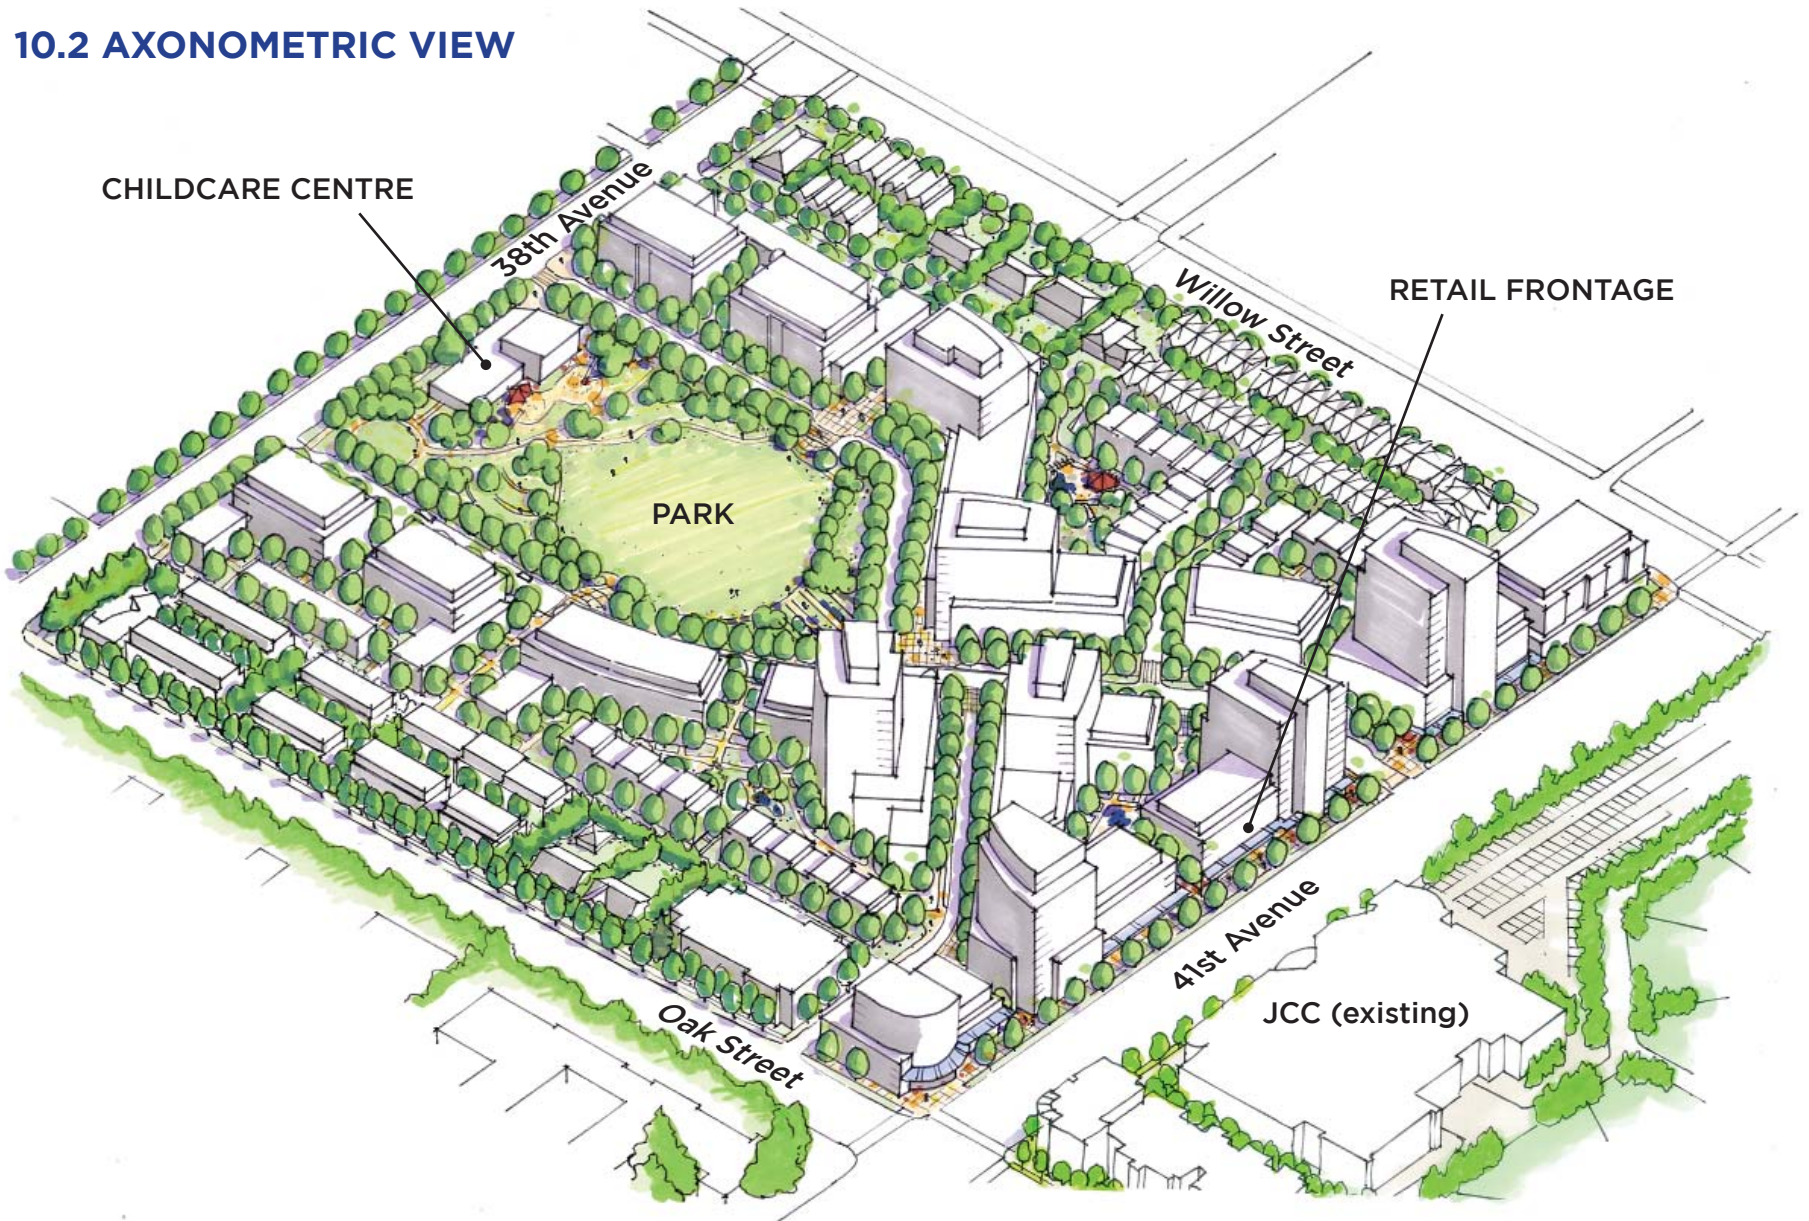 10.2 AXONOMETRIC VIEW
CHILDCARE CENTRE
38th Avenue
Willow Street
RETAIL FRONTAGE
PARK
41st Avenue
JCC (existing)
Oak Street